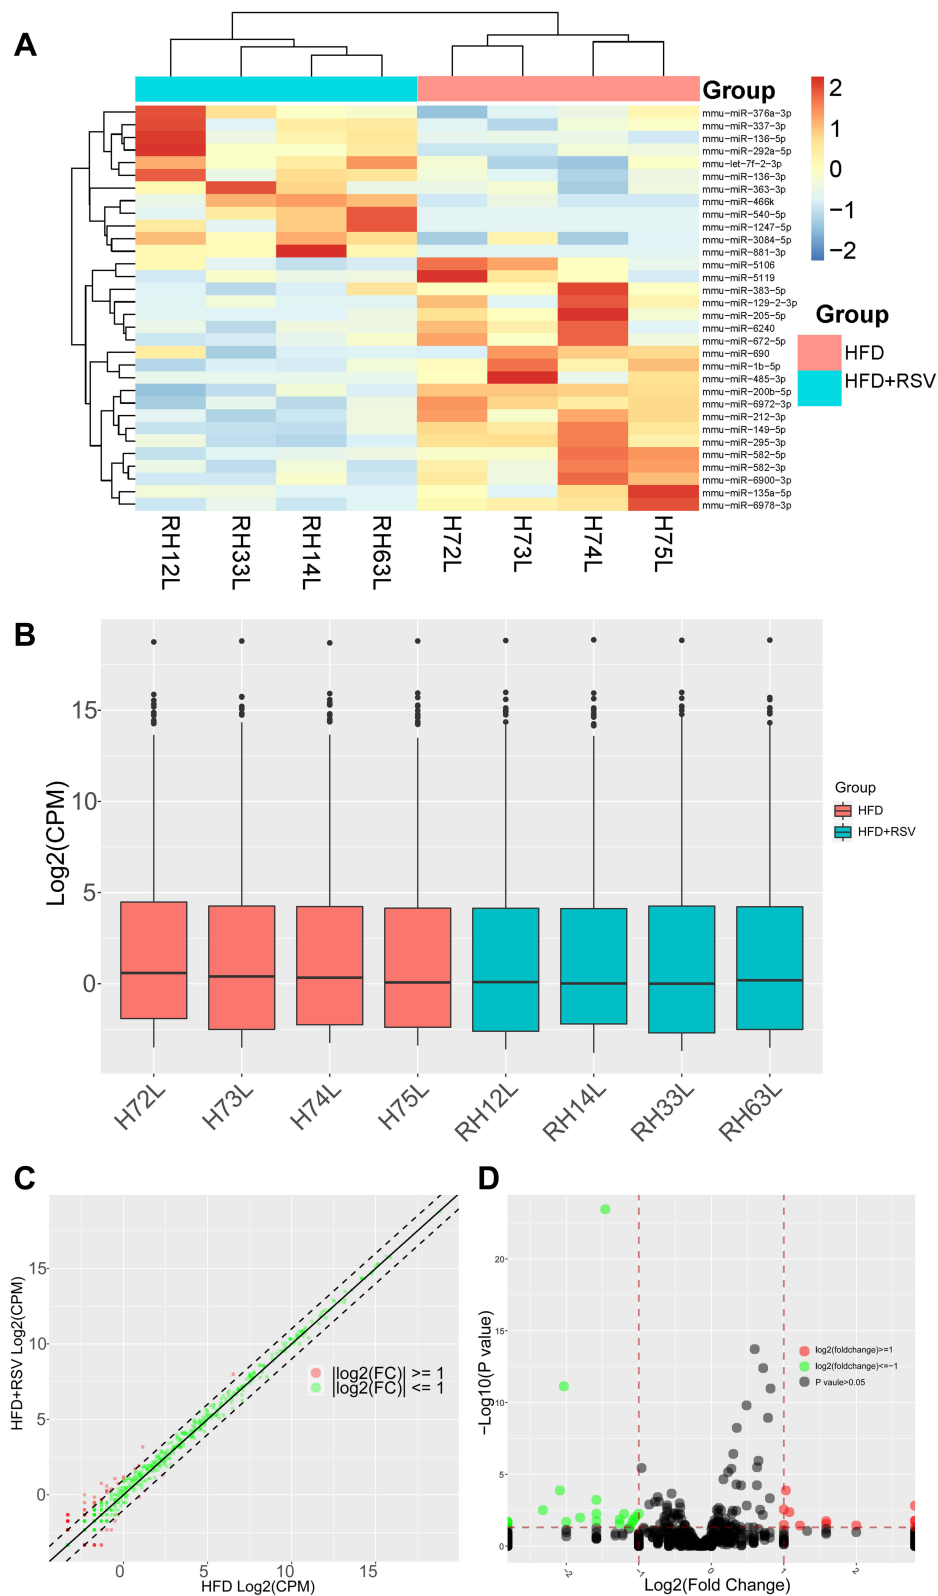 A
Group
mmu-miR-376a-3p
mmu-miR-337-3p
mmu-miR-136-5p
mmu-miR-292a-5p
mmu-let-7f-2-3p
mmu-miR-136-3p
mmu-miR-363-3p
mmu-miR-466k
mmu-miR-540-5p
mmu-miR-1247-5p
mmu-miR-3084-5p
mmu-miR-881-3p
mmu-miR-5106
mmu-miR-5119
mmu-miR-383-5p
mmu-miR-129-2-3p
mmu-miR-205-5p
mmu-miR-6240
mmu-miR-672-5p
mmu-miR-690
mmu-miR-1b-5p
mmu-miR-485-3p
mmu-miR-200b-5p
mmu-miR-6972-3p
mmu-miR-212-3p
mmu-miR-149-5p
mmu-miR-295-3p
mmu-miR-582-5p
mmu-miR-582-3p
mmu-miR-6900-3p
mmu-miR-135a-5p
mmu-miR-6978-3p
2
1
0
−1
−2
Group
HFD
HFD+RSV
RH12L RH33L RH14L RH63L H72L H73L H74L H75L
B
Log2(CPM)
15
10
5
0
H72L H73L H74L H75L RH12L RH14L RH33L RH63L
Group
HFD
HFD+RSV
C
HFD+RSV Log2(CPM)
15
10
5
0
0 5 10 15
HFD Log2(CPM)
|log2(FC)| >= 1
|log2(FC)| <= 1
D
−Log10(P value)
20
15
10
5
0
-2 -1 0 1 2
Log2(Fold Change)
log2(foldchange)>=1
log2(foldchange)<=−1
P vaule>0.05